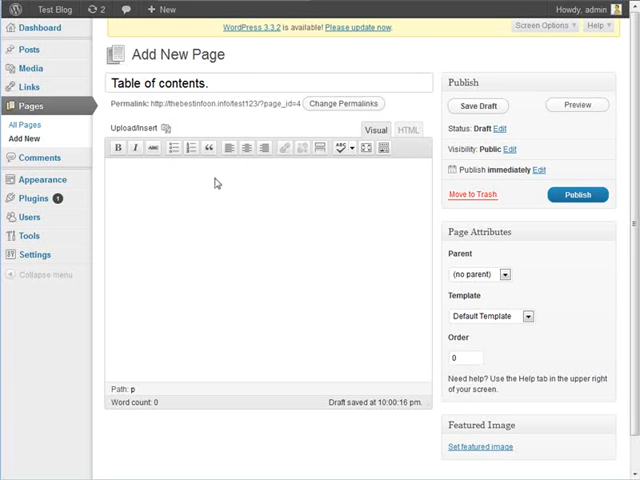 Test Blog 2 New Howdy, admin
Dashboard
Posts
Media
Links
Pages
All Pages
Add New
Comments
Appearance
Plugins 1
Users
Tools
Settings
Collapse menu
WordPress 3.3.2 is available! Please update now.
Screen Options Help
Add New Page
Table of contents.
Permalink: http://thebestinfoon.info/test123/?page_id=4 Change Permalinks
Upload/Insert
Visual HTML
B I ABC ABC
Path: p
Word count: 0 Draft saved at 10:00:16 pm.
Publish
Save Draft Preview
Status: Draft Edit
Visibility: Public Edit
Publish immediately Edit
Move to Trash Publish
Page Attributes
Parent
(no parent)
Template
Default Template
Order
0
Need help? Use the Help tab in the upper right
of your screen.
Featured Image
Set featured image